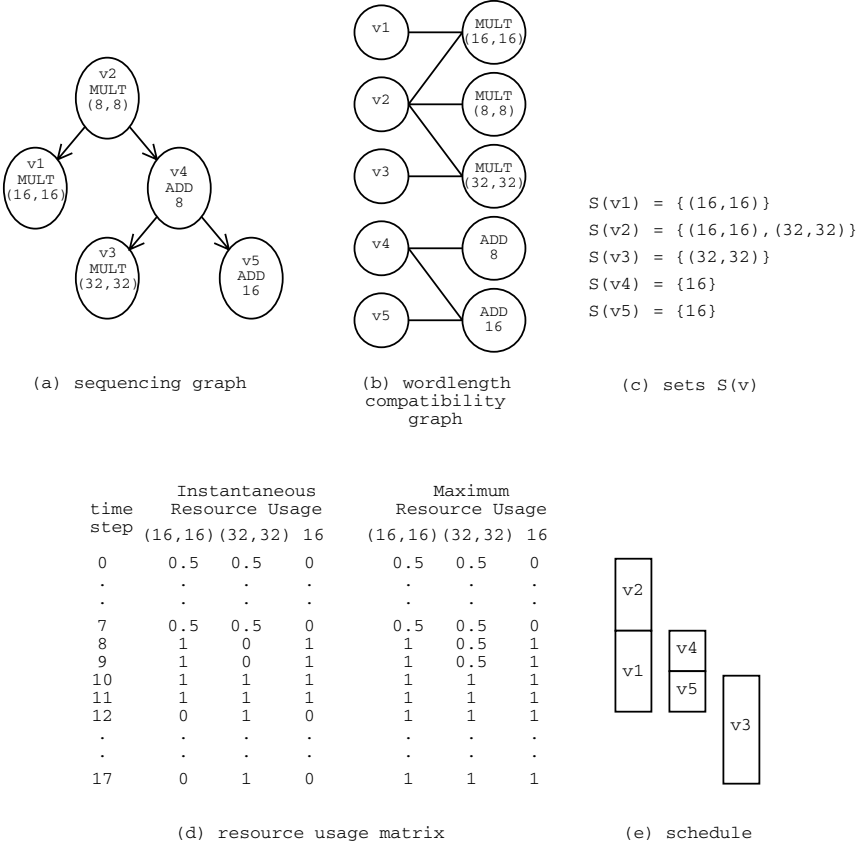 v2
MULT
(8,8)
v1
MULT
(16,16)
v4
ADD
8
v3
MULT
(32,32)
v5
ADD
16
(a) sequencing graph
v1
MULT
(16,16)
v2
MULT
(8,8)
v3
MULT
(32,32)
v4
ADD
8
v5
ADD
16
(b) wordlength
compatibility
graph
S(v1) = {(16,16)}
S(v2) = {(16,16),(32,32)}
S(v3) = {(32,32)}
S(v4) = {16}
S(v5) = {16}
(c) sets S(v)
Instantaneous Maximum
time Resource Usage Resource Usage
step (16,16) (32,32) 16 (16,16) (32,32) 16
0 0.5 0.5 0 0.5 0.5 0
. . . . . . .
. . . . . . .
7 0.5 0.5 0 0.5 0.5 0
8 1 0 1 1 0.5 1
9 1 0 1 1 0.5 1
10 1 1 1 1 1 1
11 1 1 1 1 1 1
12 0 1 0 1 1 1
. . . . . . .
. . . . . . .
17 0 1 0 1 1 1
(d) resource usage matrix
v2
v1
v4
v5
v3
(e) schedule